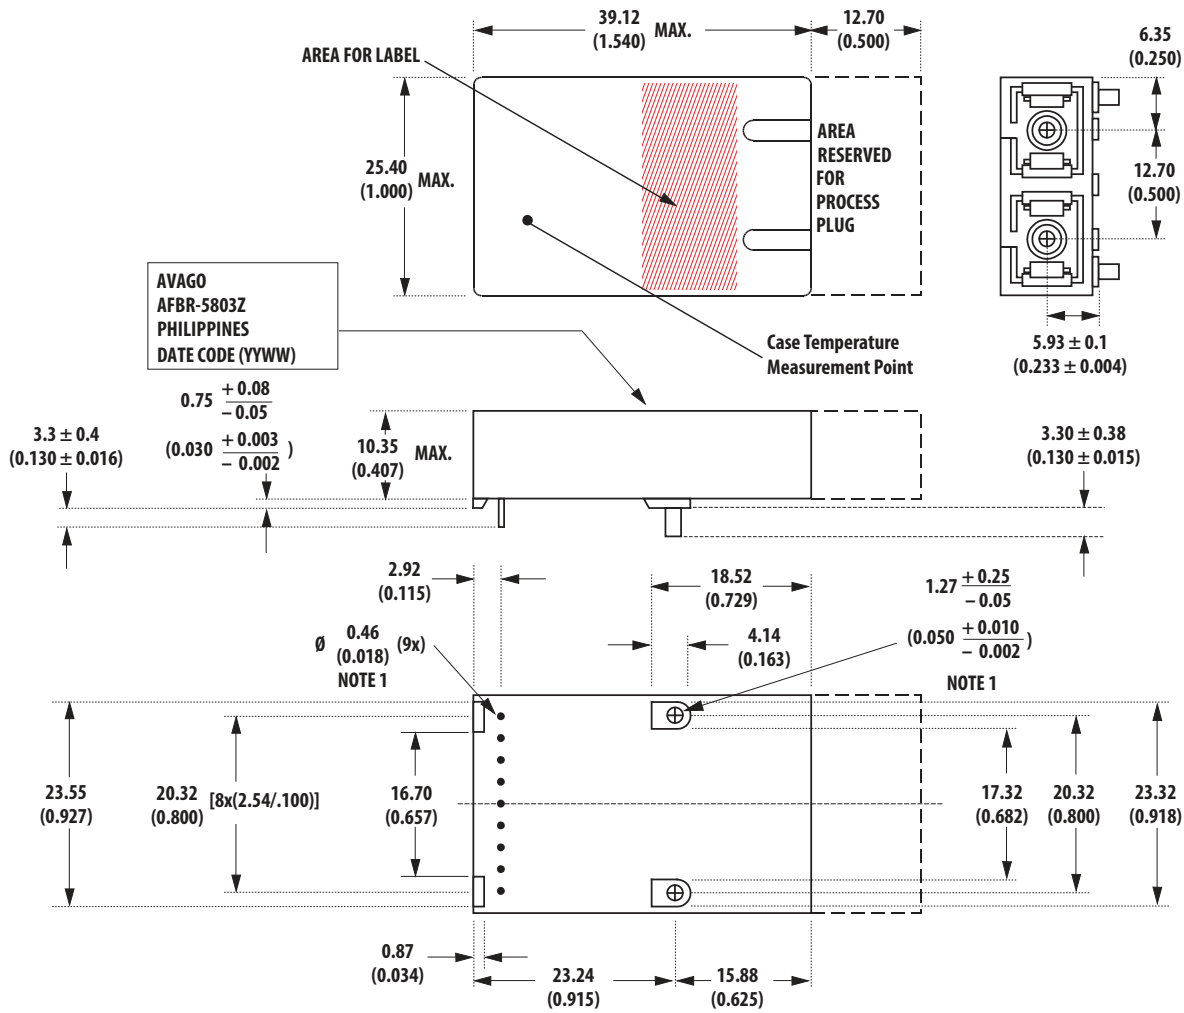 39.12
(1.540)
MAX.
12.70
(0.500)
6.35
(0.250)
AREA FOR LABEL
25.40
(1.000)
MAX.
AREA
RESERVED
FOR
PROCESS
PLUG
12.70
(0.500)
AVAGO
AFBR-5803Z
PHILIPPINES
DATE CODE (YYWW)
Case Temperature
Measurement Point
5.93 ± 0.1
(0.233 ± 0.004)
0.75 + 0.08
– 0.05
3.3 ± 0.4
(0.130 ± 0.016)
(0.030 + 0.003
– 0.002 )
10.35
(0.407)
MAX.
3.30 ± 0.38
(0.130 ± 0.015)
2.92
(0.115)
18.52
(0.729)
1.27 + 0.25
– 0.05
Ø 0.46
(0.018) (9x)
NOTE 1
4.14
(0.163)
(0.050 + 0.010
– 0.002 )
NOTE 1
23.55
(0.927)
20.32
(0.800)
[8x(2.54/.100)]
16.70
(0.657)
17.32
(0.682)
20.32
(0.800)
23.32
(0.918)
0.87
(0.034)
23.24
(0.915)
15.88
(0.625)